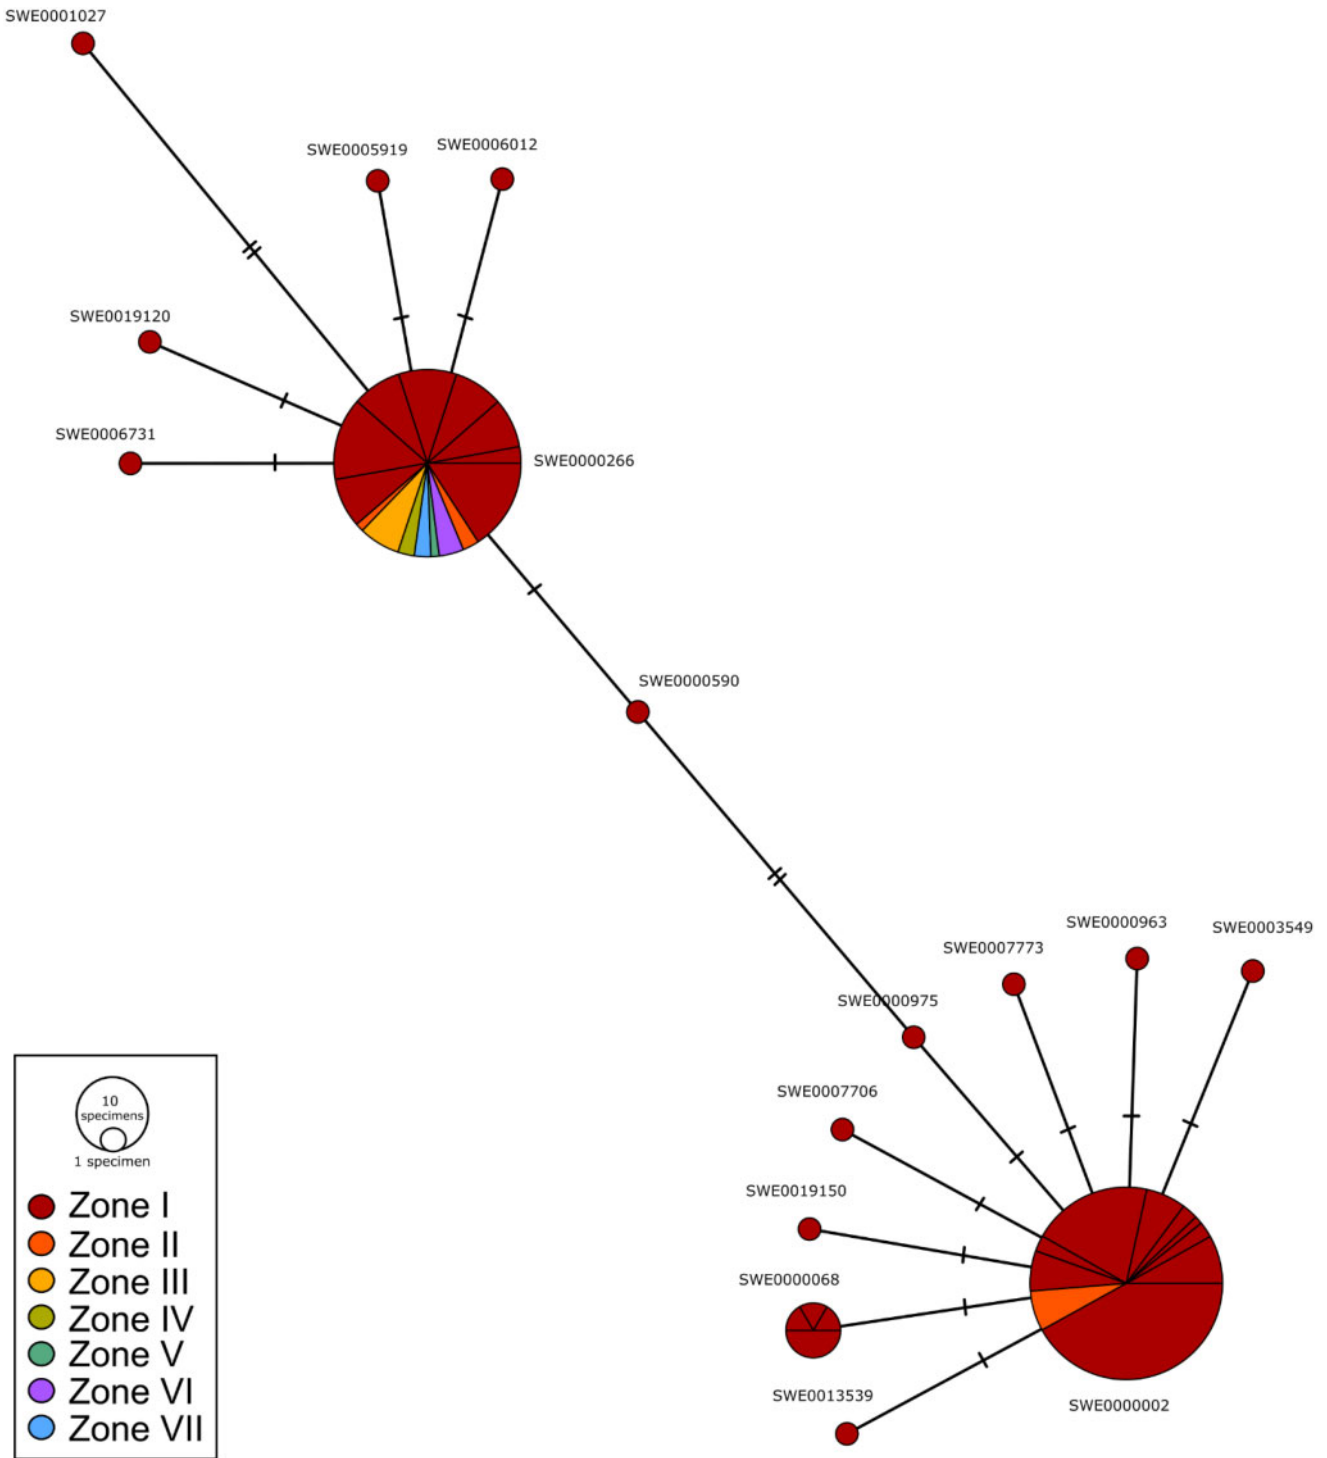 SWE0001027
SWE0005919
SWE0006012
SWE0019120
SWE0006731
SWE0000266
SWE0000590
SWE0000963
SWE0003549
SWE0007773
SWE0000975
SWE0007706
SWE0019150
SWE0000068
SWE0013539
SWE0000002
10
specimens
1 specimen
Zone I
Zone II
Zone III
Zone IV
Zone V
Zone VI
Zone VII